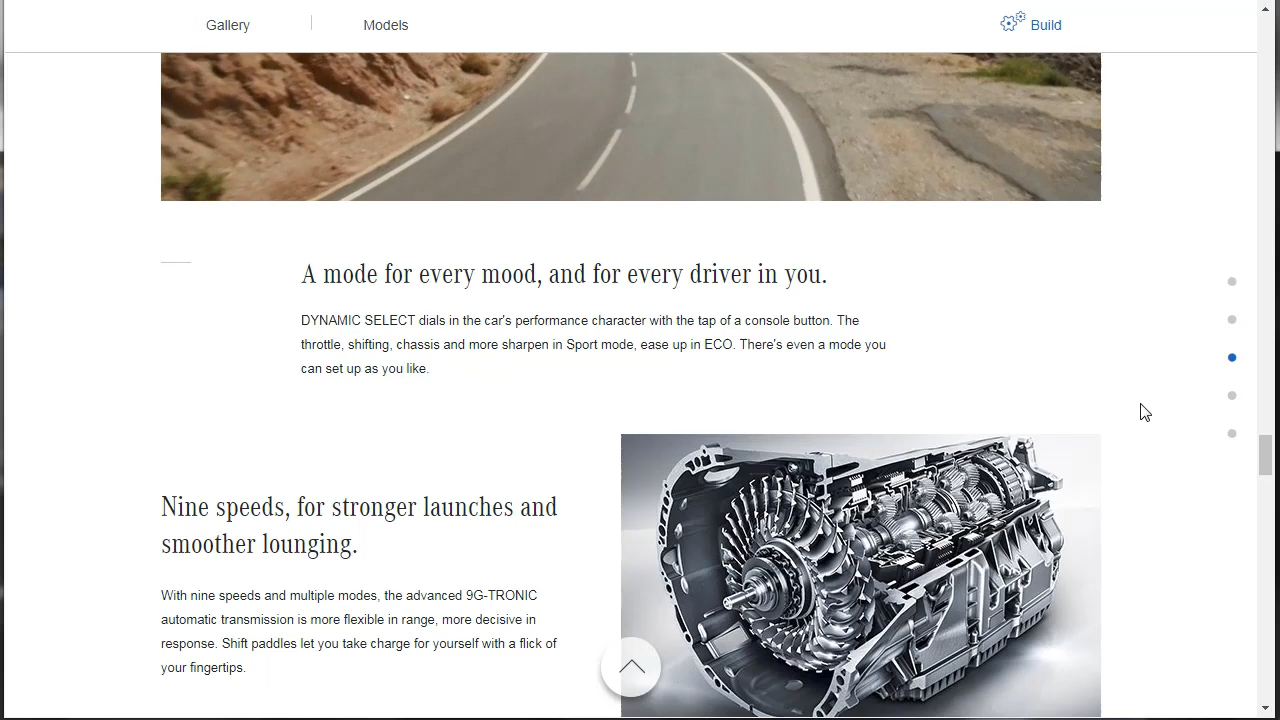 Gallery
Models
Build
A mode for every mood, and for every driver in you.
DYNAMIC SELECT dials in the car's performance character with the tap of a console button. The
throttle, shifting, chassis and more sharpen in Sport mode, ease up in ECO. There's even a mode you
can set up as you like.
Nine speeds, for stronger launches and
smoother lounging.
With nine speeds and multiple modes, the advanced 9G-TRONIC
automatic transmission is more flexible in range, more decisive in
response. Shift paddles let you take charge for yourself with a flick of
your fingertips.